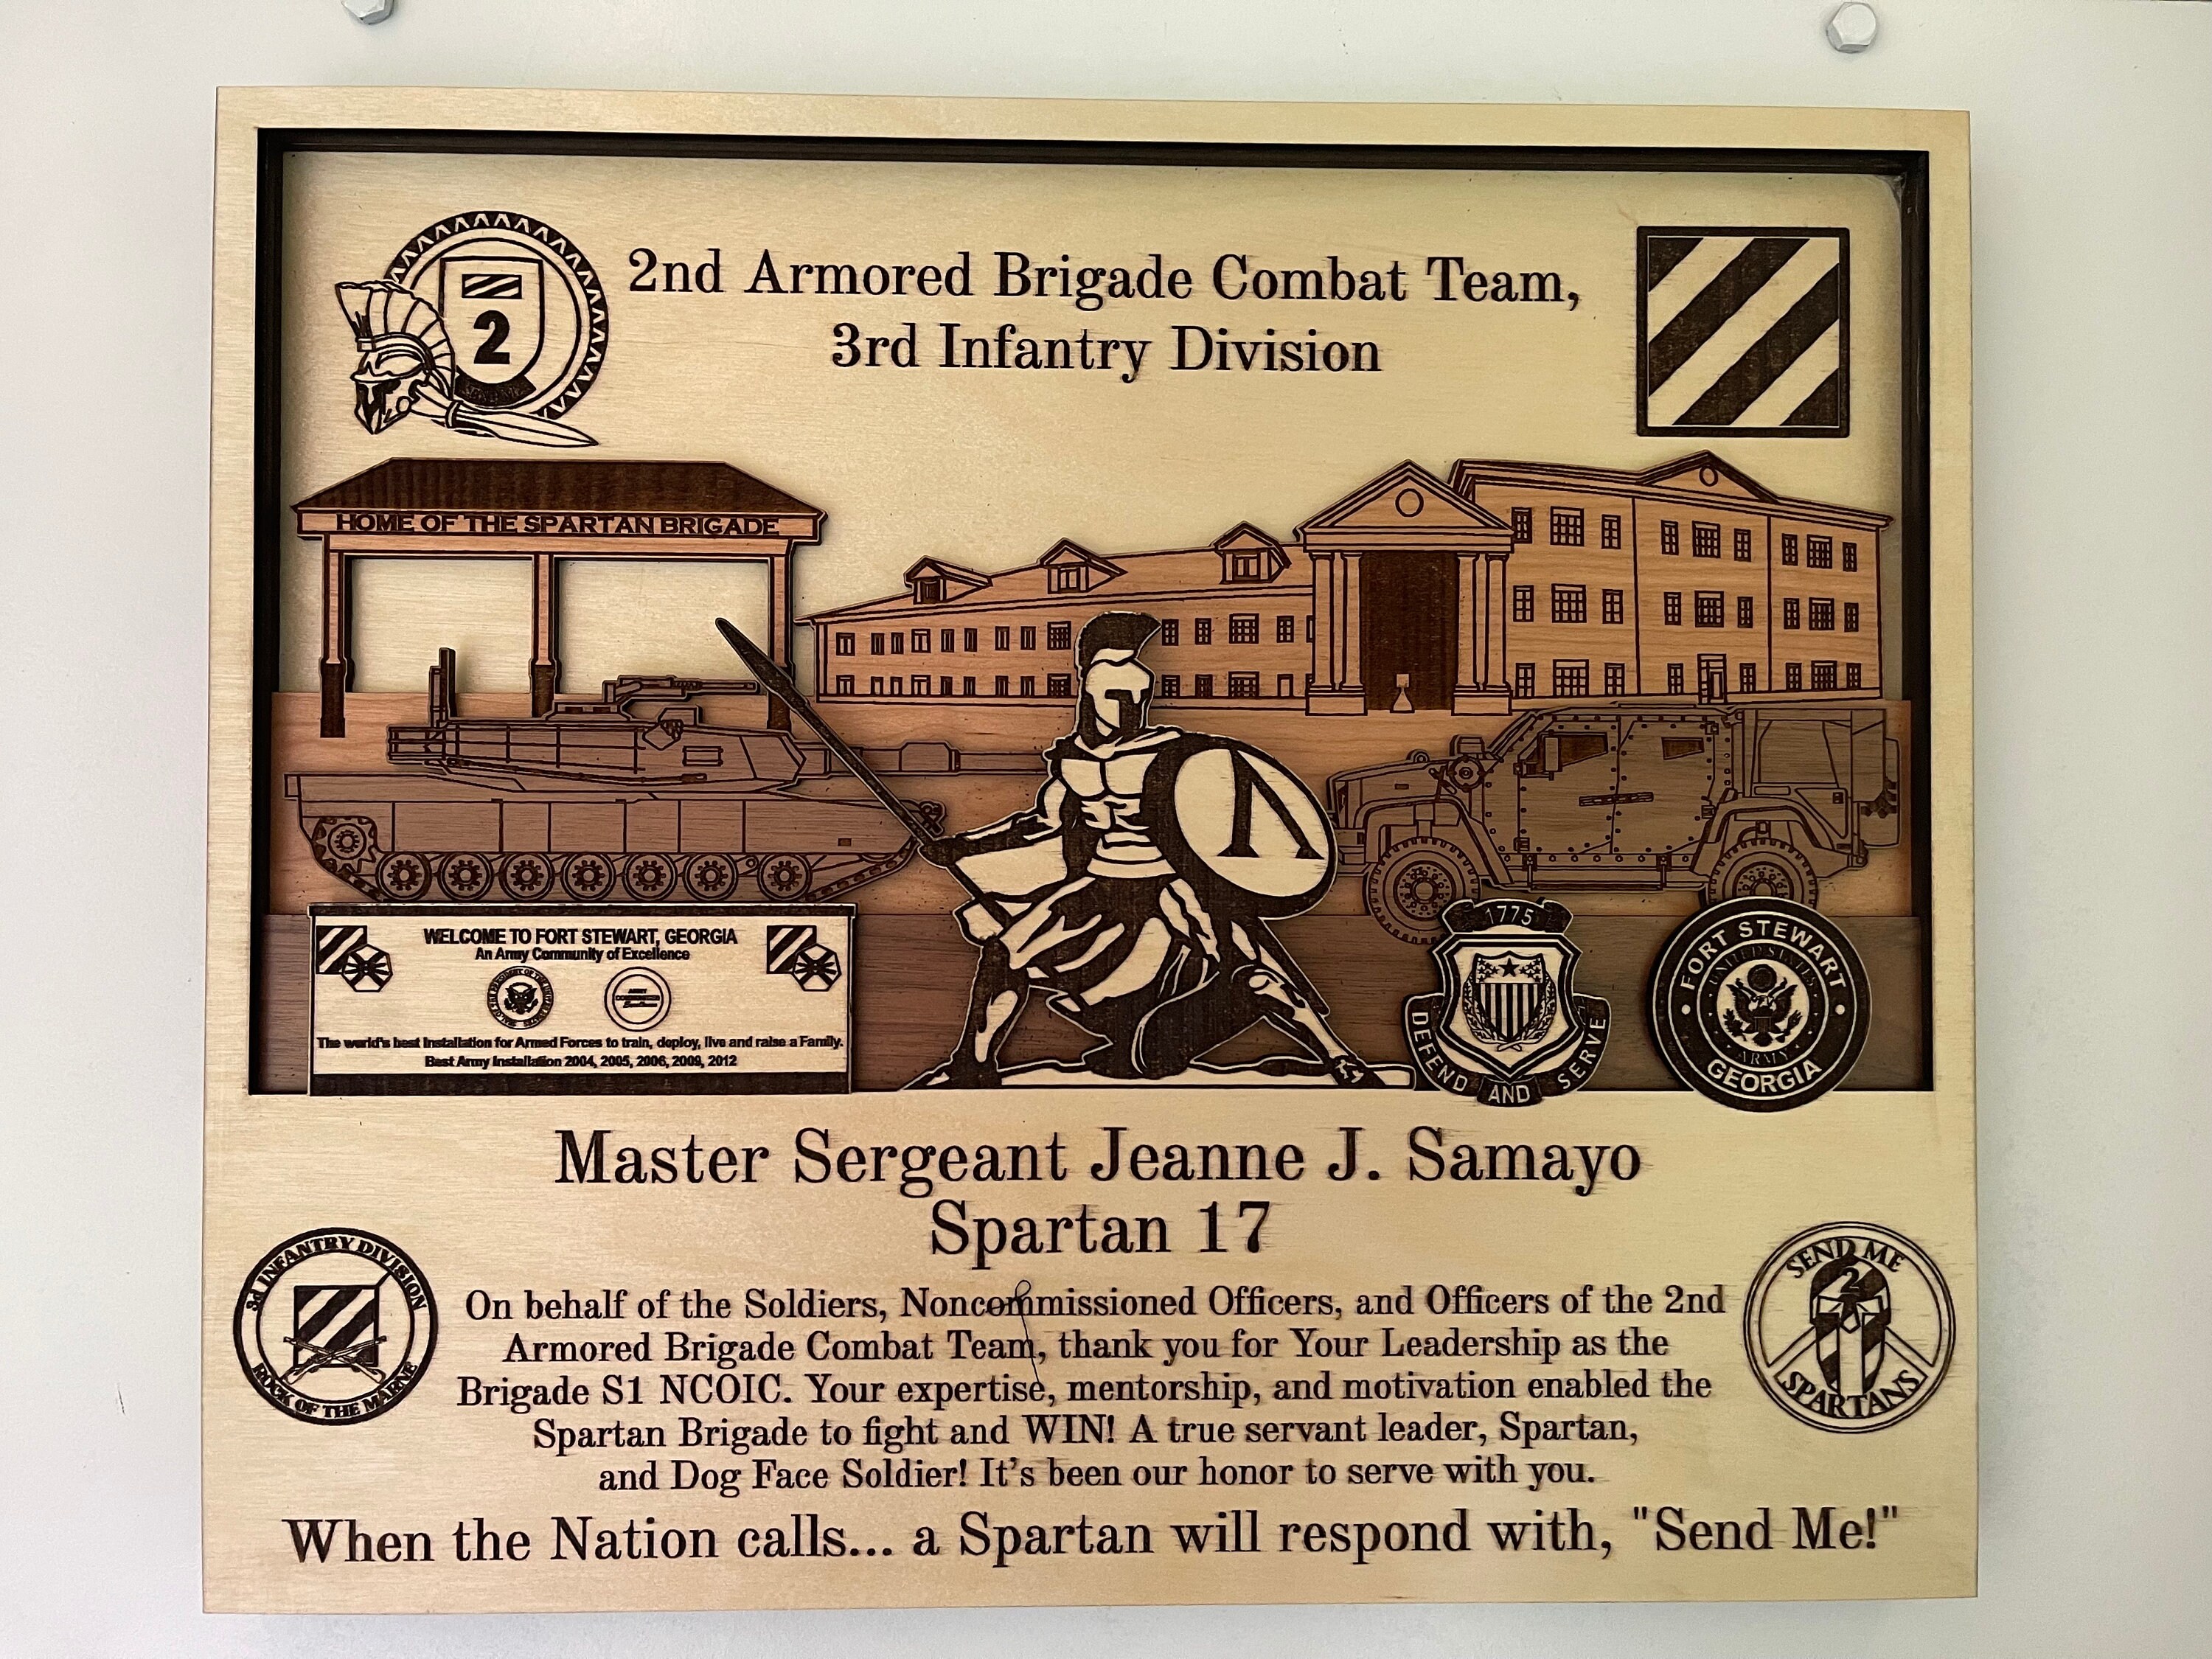 2nd Armored Brigade Combat Team,
3rd Infantry Division
2
HOME OF THE SPARTAN BRIGADE
Λ
WELCOME TO FORT STEWART, GEORGIA
An Army Community of Excellence
The world's best Installation for Armed Forces to train, deploy, live and raise a Family.
Best Army Installation 2004, 2005, 2006, 2009, 2012
1775
DEFEND AND SERVE
FORT STEWART
UNITED STATES
ARMY
GEORGIA
Master Sergeant Jeanne J. Samayo
Spartan 17
3d INFANTRY DIVISION
ROCK OF THE MARNE
On behalf of the Soldiers, Noncommissioned Officers, and Officers of the 2nd
Armored Brigade Combat Team, thank you for Your Leadership as the
Brigade S1 NCOIC. Your expertise, mentorship, and motivation enabled the
Spartan Brigade to fight and WIN! A true servant leader, Spartan,
and Dog Face Soldier! It's been our honor to serve with you.
SEND ME
2
SPARTANS
When the Nation calls... a Spartan will respond with, "Send Me!"